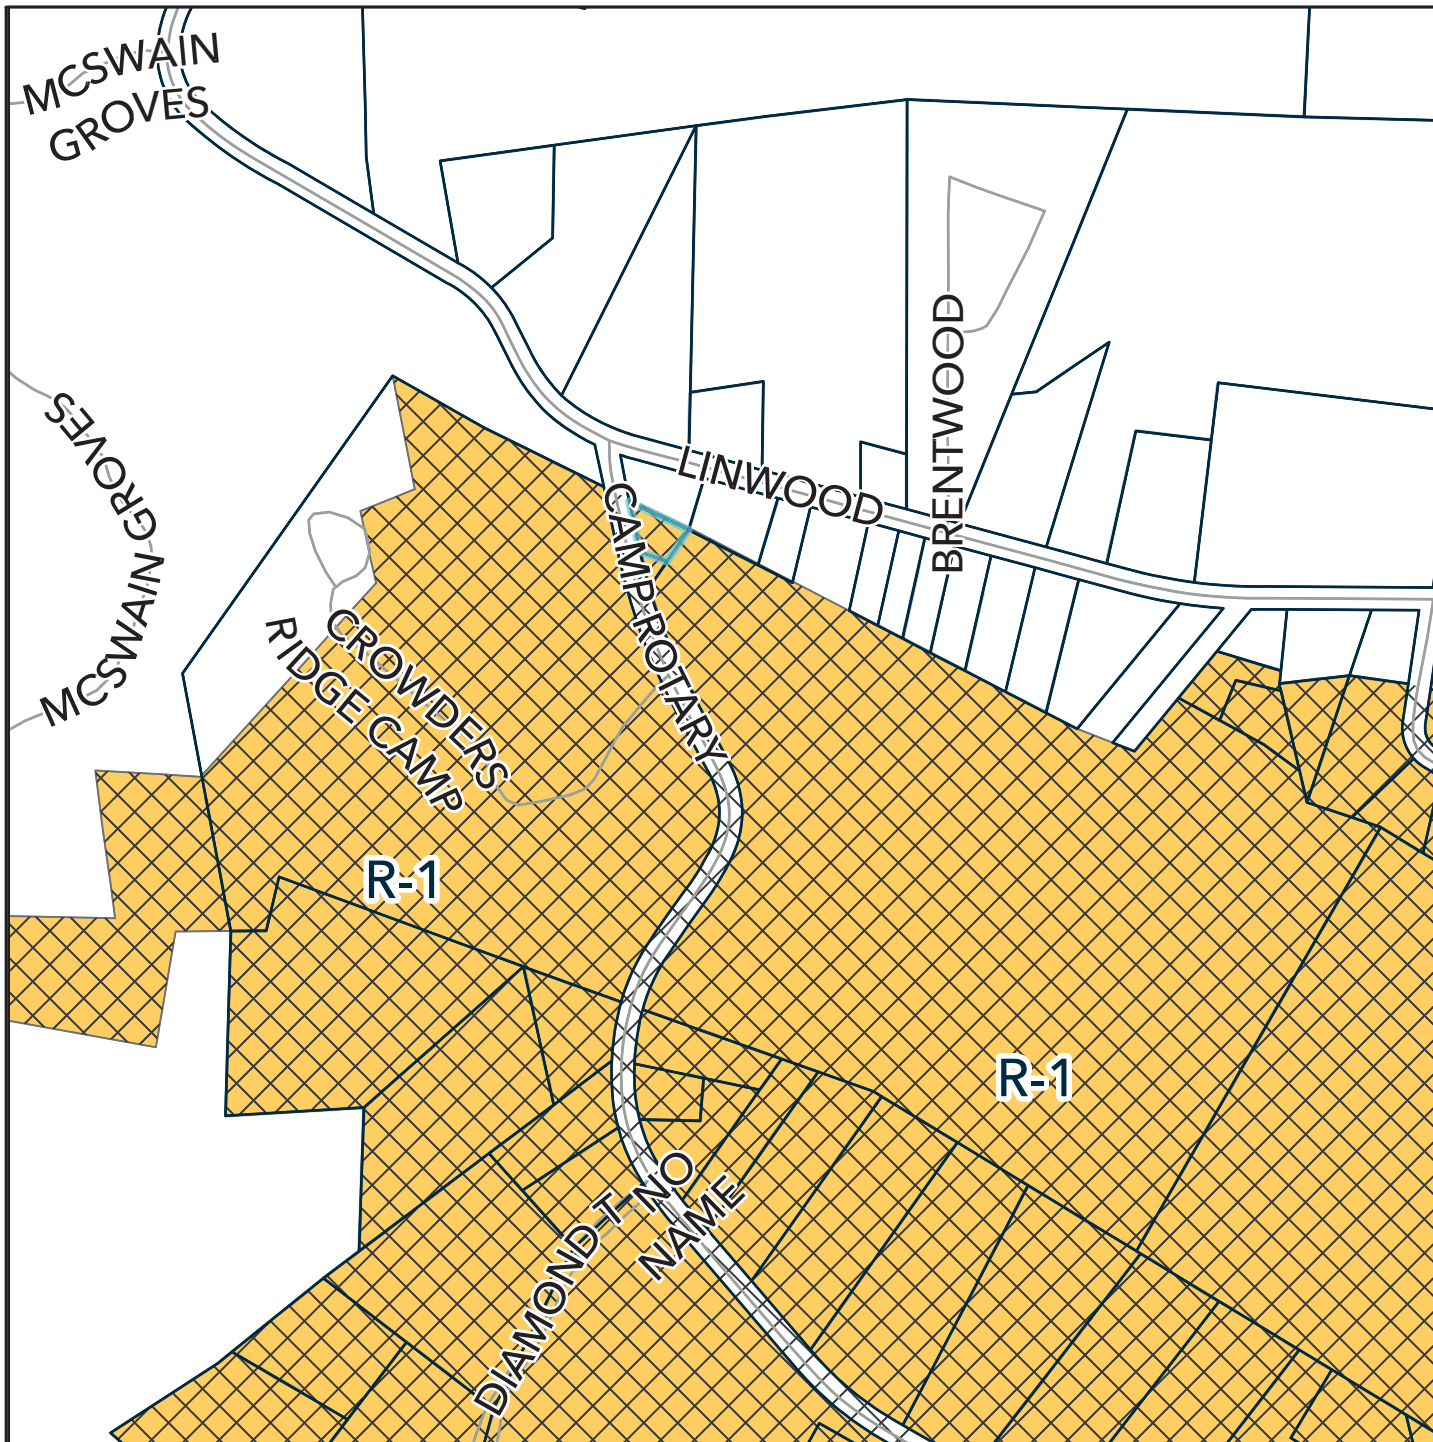 MCSWAIN
GROVES
MCSWAIN GROVES
LINWOOD
BRENTWOOD
CAMP ROTARY
CROWDERS
RIDGE CAMP
R-1
R-1
DIAMOND T
NO
NAME